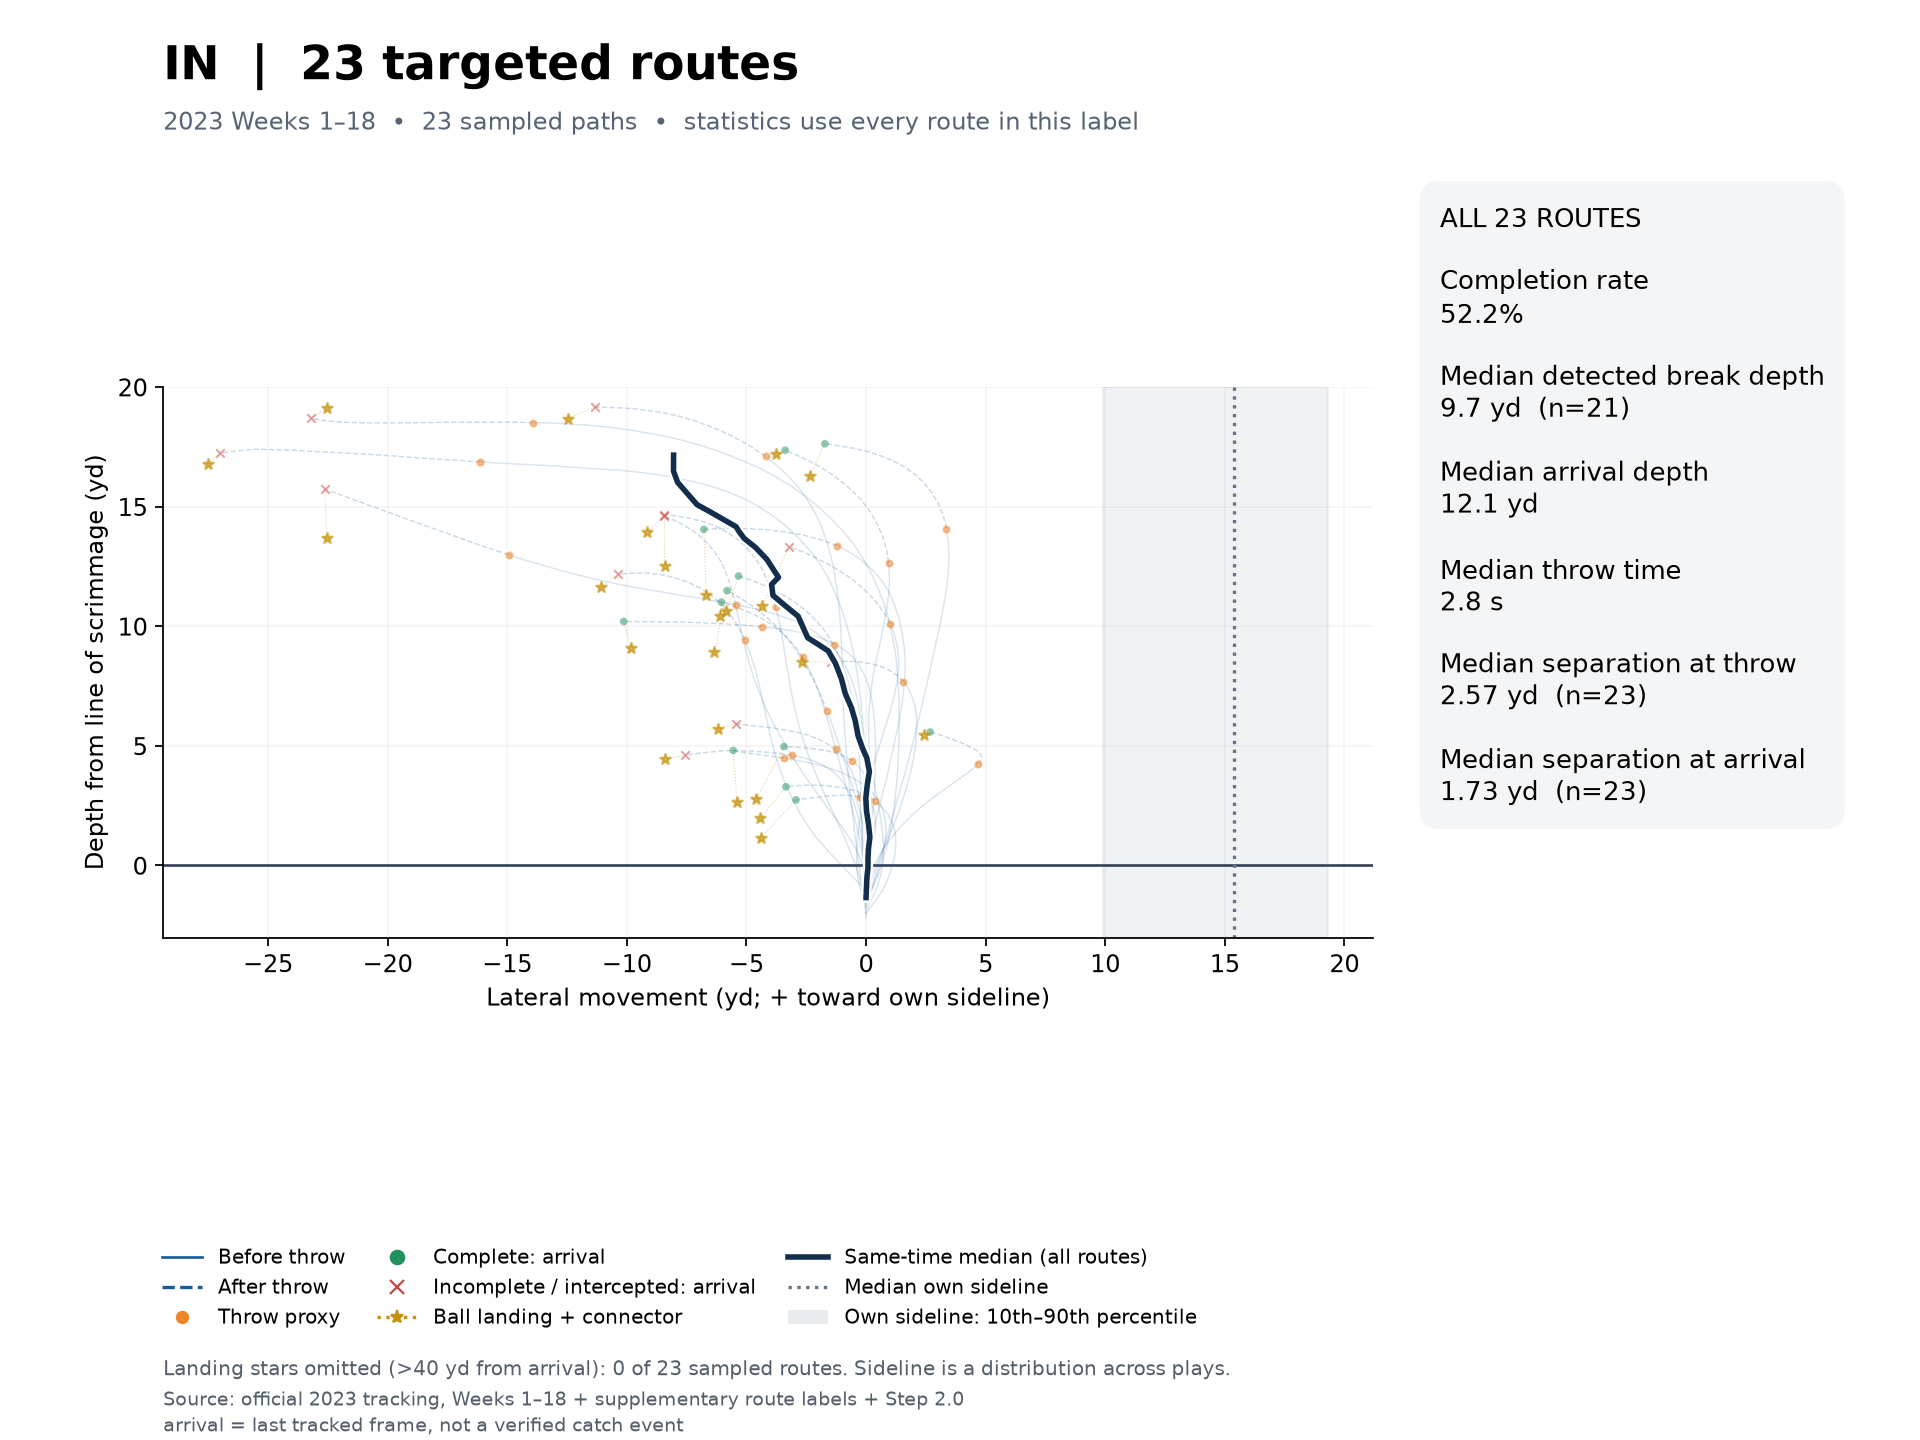 IN | 23 targeted routes
2023 Weeks 1–18 • 23 sampled paths • statistics use every route in this label
ALL 23 ROUTES
Completion rate
52.2%
Median detected break depth
9.7 yd (n=21)
Median arrival depth
12.1 yd
Median throw time
2.8 s
Median separation at throw
2.57 yd (n=23)
Median separation at arrival
1.73 yd (n=23)
Depth from line of scrimmage (yd)
20
15
10
5
0
−25 −20 −15 −10 −5 0 5 10 15 20
Lateral movement (yd; + toward own sideline)
Before throw
After throw
Throw proxy
Complete: arrival
Incomplete / intercepted: arrival
Ball landing + connector
Same-time median (all routes)
Median own sideline
Own sideline: 10th–90th percentile
Landing stars omitted (>40 yd from arrival): 0 of 23 sampled routes. Sideline is a distribution across plays.
Source: official 2023 tracking, Weeks 1–18 + supplementary route labels + Step 2.0
arrival = last tracked frame, not a verified catch event